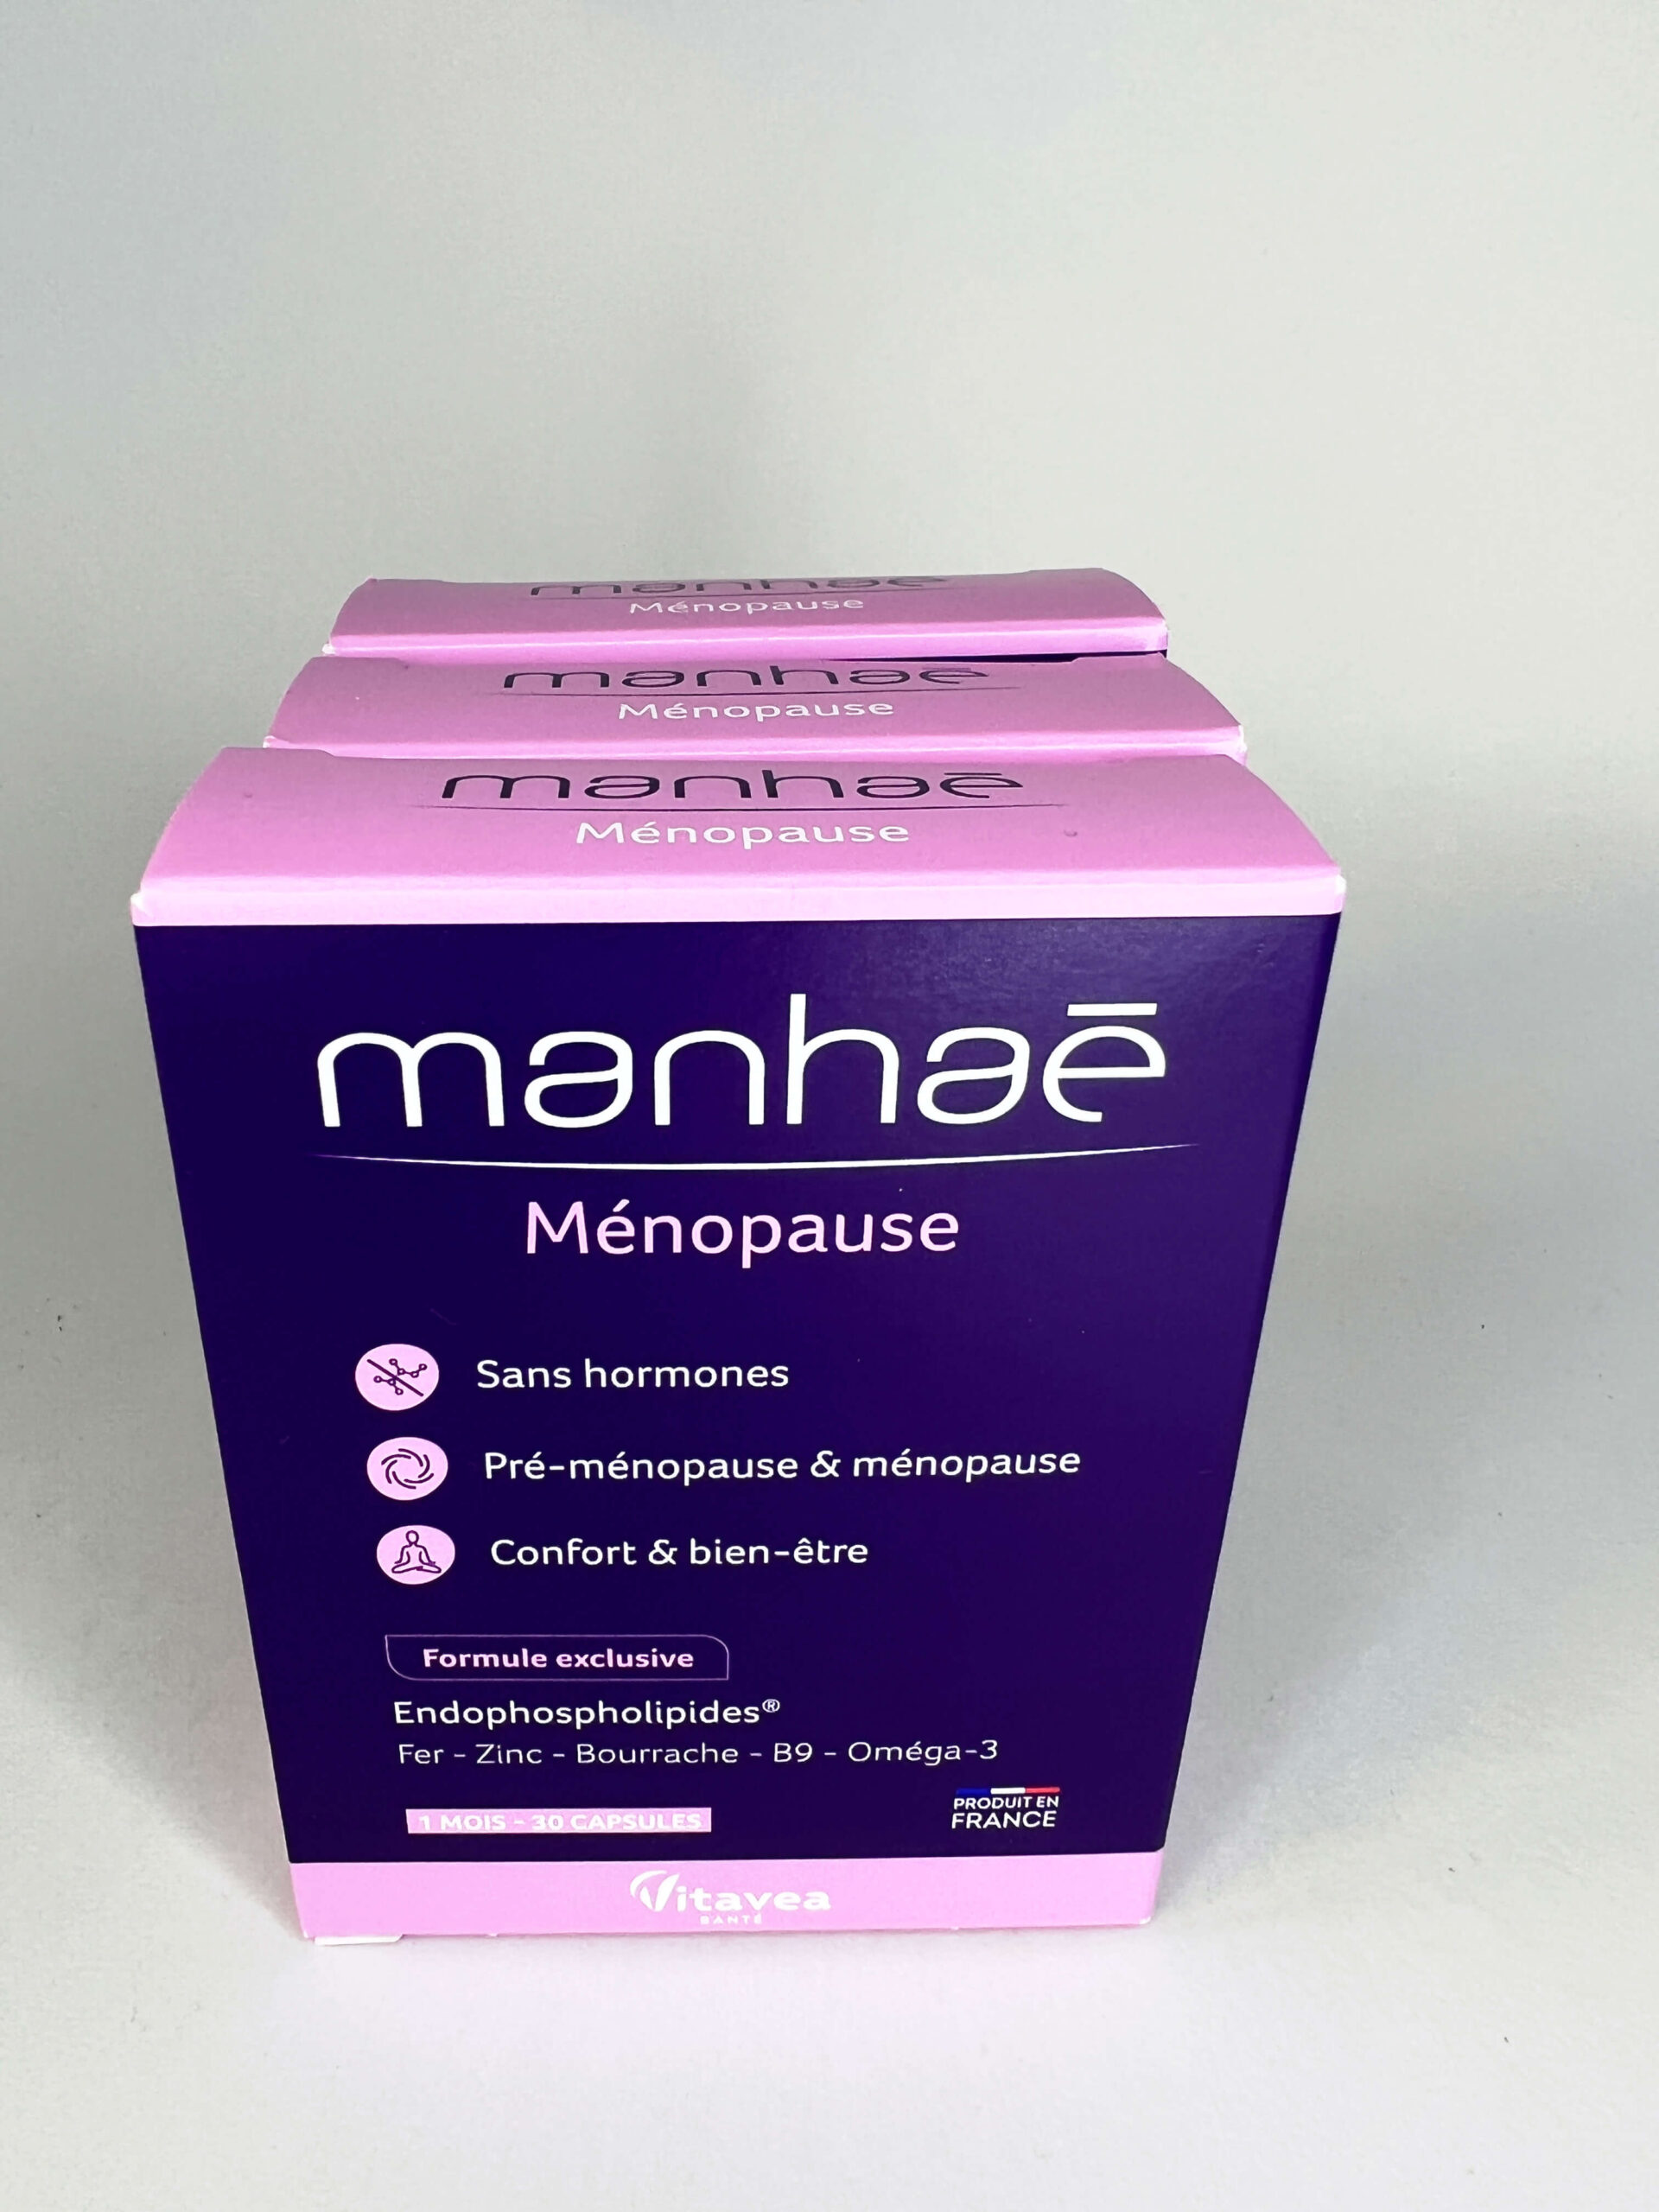 manhaē
Ménopause
manhaē
Ménopause
manhaē
Ménopause
manhaē
Ménopause
Sans hormones
Pré-ménopause & ménopause
Confort & bien-être
Formule exclusive
Endophospholipides®
Fer - Zinc - Bourrache - B9 - Oméga-3
1 MOIS - 30 CAPSULES
PRODUIT EN
FRANCE
Vitavea
SANTÉ